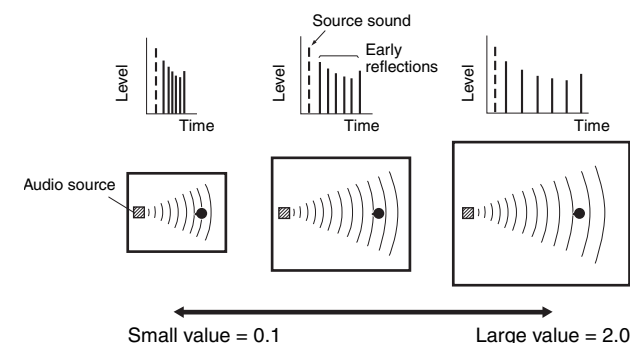 Source sound
Early
reflections
Level
Time
Level
Time
Level
Time
Audio source
Small value = 0.1
Large value = 2.0